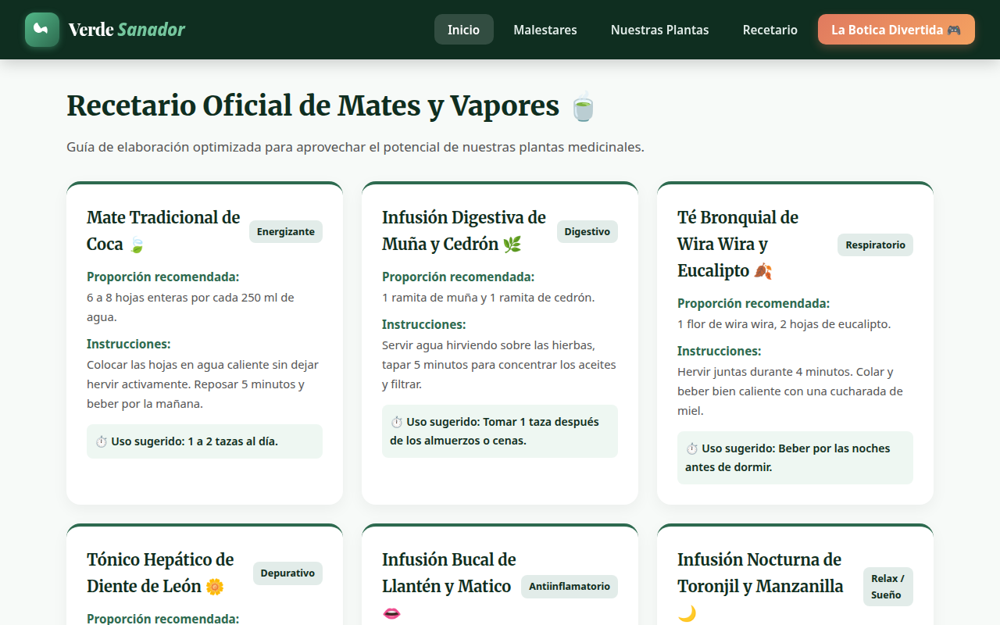 Verde Sanador
Inicio
Malestares
Nuestras Plantas
Recetario
La Botica Divertida 🎮
Recetario Oficial de Mates y Vapores 🍵
Guía de elaboración optimizada para aprovechar el potencial de nuestras plantas medicinales.
Mate Tradicional de
Coca 🍃
Energizante
Proporción recomendada:
6 a 8 hojas enteras por cada 250 ml de
agua.
Instrucciones:
Colocar las hojas en agua caliente sin dejar
hervir activamente. Reposar 5 minutos y
beber por la mañana.
⏱️ Uso sugerido: 1 a 2 tazas al día.
Infusión Digestiva de
Muña y Cedrón 🌿
Digestivo
Proporción recomendada:
1 ramita de muña y 1 ramita de cedrón.
Instrucciones:
Servir agua hirviendo sobre las hierbas,
tapar 5 minutos para concentrar los aceites
y filtrar.
⏱️ Uso sugerido: Tomar 1 taza después
de los almuerzos o cenas.
Té Bronquial de
Wira Wira y
Eucalipto 🍂
Respiratorio
Proporción recomendada:
1 flor de wira wira, 2 hojas de eucalipto.
Instrucciones:
Hervir juntas durante 4 minutos. Colar y
beber bien caliente con una cucharada de
miel.
⏱️ Uso sugerido: Beber por las noches
antes de dormir.
Tónico Hepático de
Diente de León 🌼
Depurativo
Proporción recomendada:
Infusión Bucal de
Llantén y Matico
👄
Antiinflamatorio
Infusión Nocturna de
Toronjil y Manzanilla
🌙
Relax /
Sueño